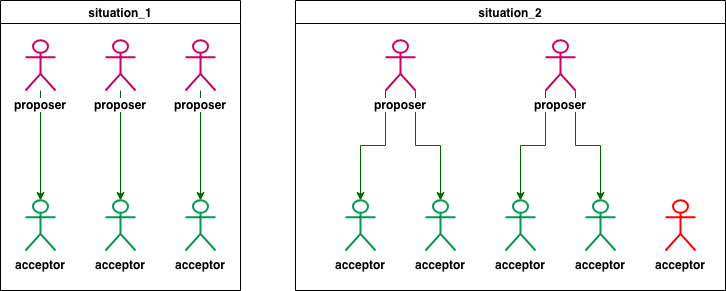 situation_1
situation_2
proposer proposer proposer
proposer proposer
acceptor acceptor acceptor
acceptor acceptor acceptor acceptor acceptor